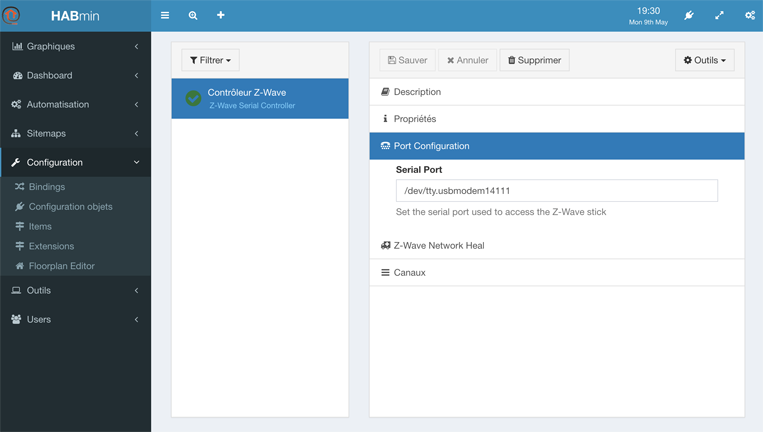 HABmin
19:30
Mon 9th May
Graphiques
Dashboard
Automatisation
Sitemaps
Configuration
Bindings
Configuration objets
Items
Extensions
Floorplan Editor
Outils
Users
Filtrer
Contrôleur Z-Wave
Z-Wave Serial Controller
Sauver
Annuler
Supprimer
Outils
Description
Propriétés
Port Configuration
Serial Port
/dev/tty.usbmodem14111
Set the serial port used to access the Z-Wave stick
Z-Wave Network Heal
Canaux